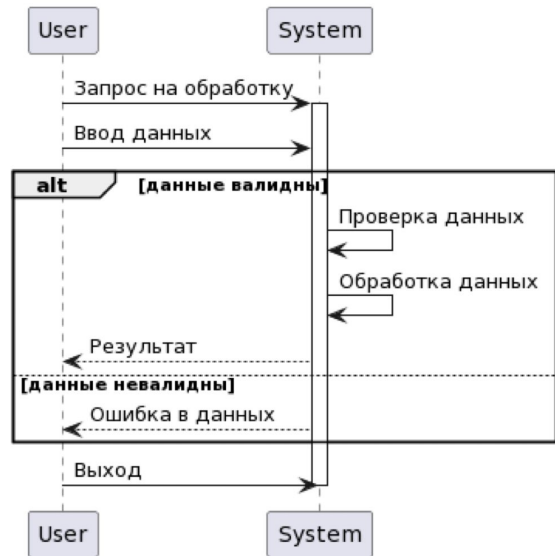 User System
Запрос на обработку
Ввод данных
alt [данные валидны]
Проверка данных
Обработка данных
Результат
[данные невалидны]
Ошибка в данных
Выход
User System